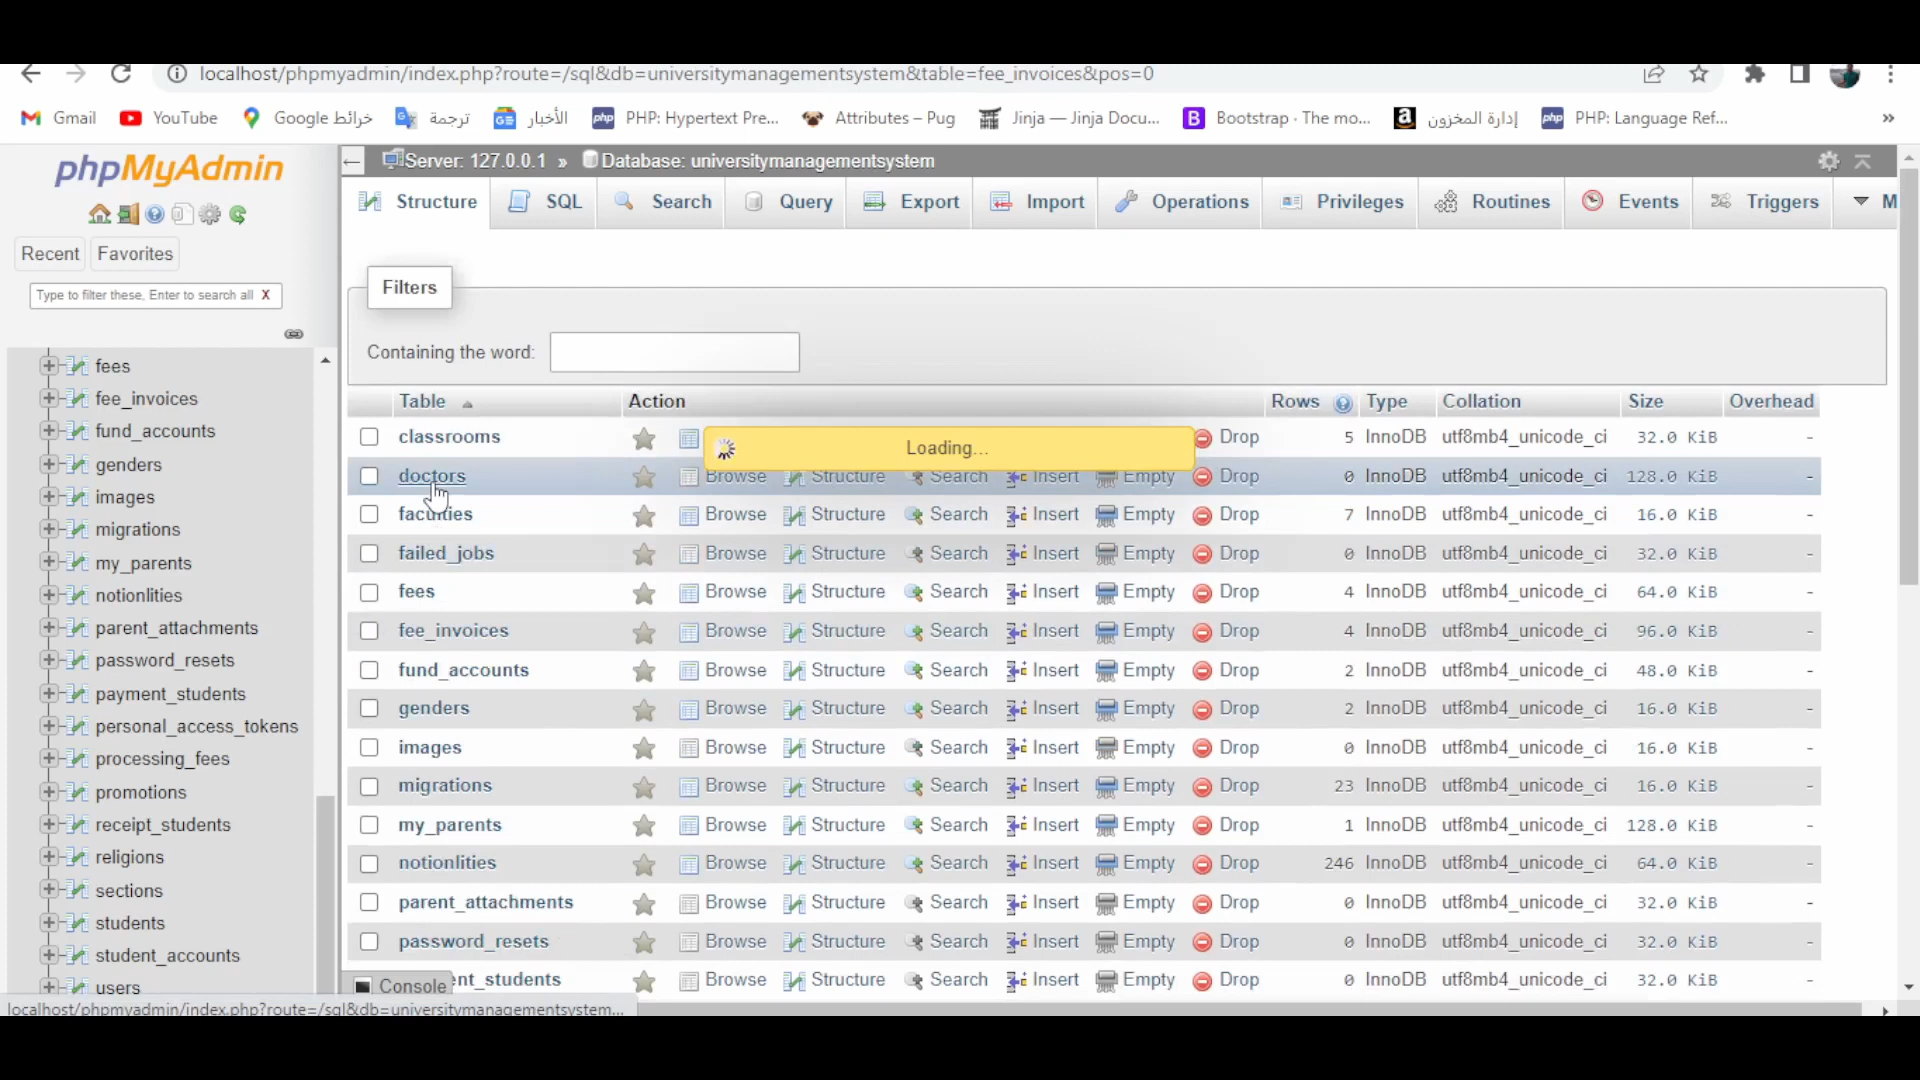 localhost/phpmyadmin/index.php?route=/sql&db=universitymanagementsystem&table=fee_invoices&pos=0
Gmail YouTube خرائط Google ترجمة الأخبار php PHP: Hypertext Pre... Attributes – Pug Jinja — Jinja Docu... B Bootstrap · The mo... a إدارة المخزون php PHP: Language Ref... »
phpMyAdmin
Recent Favorites
Type to filter these, Enter to search all X
fees
fee_invoices
fund_accounts
genders
images
migrations
my_parents
notionlities
parent_attachments
password_resets
payment_students
personal_access_tokens
processing_fees
promotions
receipt_students
religions
sections
students
student_accounts
users
Server: 127.0.0.1 » Database: universitymanagementsystem
Structure SQL Search Query Export Import Operations Privileges Routines Events Triggers M
Filters
Containing the word:
Table Action Rows Type Collation Size Overhead
classrooms Drop 5 InnoDB utf8mb4_unicode_ci 32.0 KiB -
Loading...
doctors Browse Structure Search Insert Empty Drop 0 InnoDB utf8mb4_unicode_ci 128.0 KiB -
faculties Browse Structure Search Insert Empty Drop 7 InnoDB utf8mb4_unicode_ci 16.0 KiB -
failed_jobs Browse Structure Search Insert Empty Drop 0 InnoDB utf8mb4_unicode_ci 32.0 KiB -
fees Browse Structure Search Insert Empty Drop 4 InnoDB utf8mb4_unicode_ci 64.0 KiB -
fee_invoices Browse Structure Search Insert Empty Drop 4 InnoDB utf8mb4_unicode_ci 96.0 KiB -
fund_accounts Browse Structure Search Insert Empty Drop 2 InnoDB utf8mb4_unicode_ci 48.0 KiB -
genders Browse Structure Search Insert Empty Drop 2 InnoDB utf8mb4_unicode_ci 16.0 KiB -
images Browse Structure Search Insert Empty Drop 0 InnoDB utf8mb4_unicode_ci 16.0 KiB -
migrations Browse Structure Search Insert Empty Drop 23 InnoDB utf8mb4_unicode_ci 16.0 KiB -
my_parents Browse Structure Search Insert Empty Drop 1 InnoDB utf8mb4_unicode_ci 128.0 KiB -
notionlities Browse Structure Search Insert Empty Drop 246 InnoDB utf8mb4_unicode_ci 64.0 KiB -
parent_attachments Browse Structure Search Insert Empty Drop 0 InnoDB utf8mb4_unicode_ci 32.0 KiB -
password_resets Browse Structure Search Insert Empty Drop 0 InnoDB utf8mb4_unicode_ci 32.0 KiB -
ent_students Browse Structure Search Insert Empty Drop 0 InnoDB utf8mb4_unicode_ci 32.0 KiB -
Console
localhost/phpmyadmin/index.php?route=/sql&db=universitymanagementsystem...